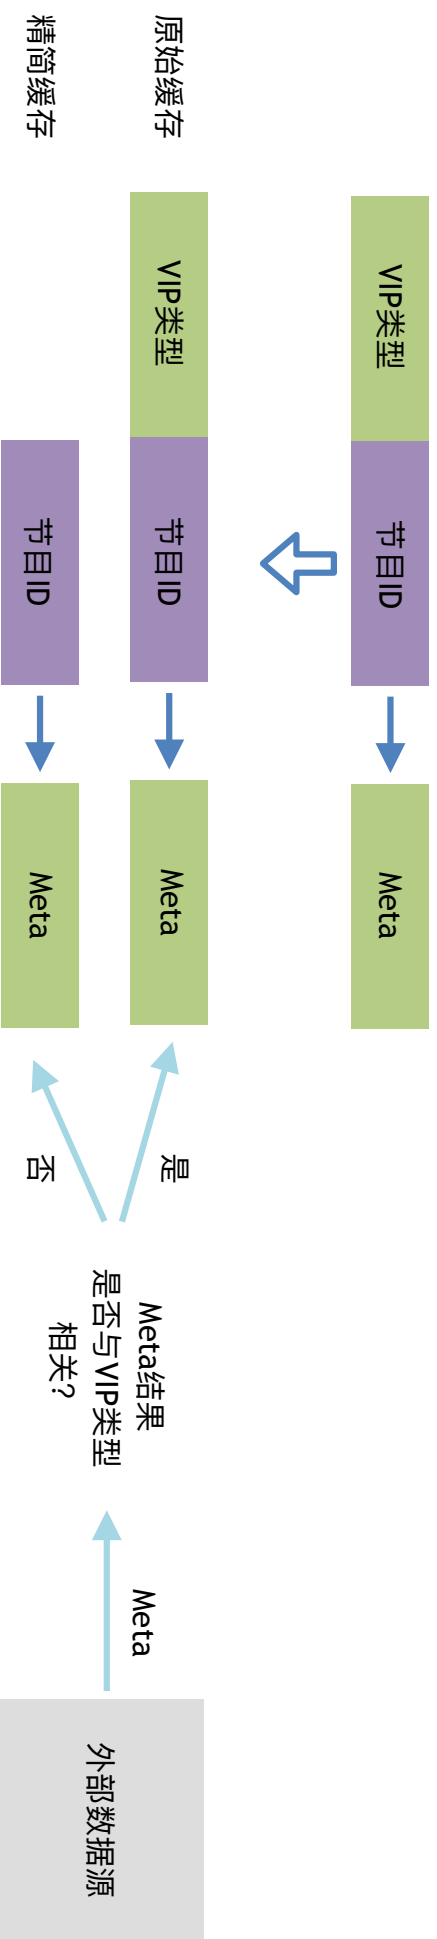 VIP类型
节目ID
Meta
原始缓存
VIP类型
节目ID
Meta
是
精简缓存
节目ID
Meta
否
Meta结果
是否与VIP类型
相关?
Meta
外部数据源